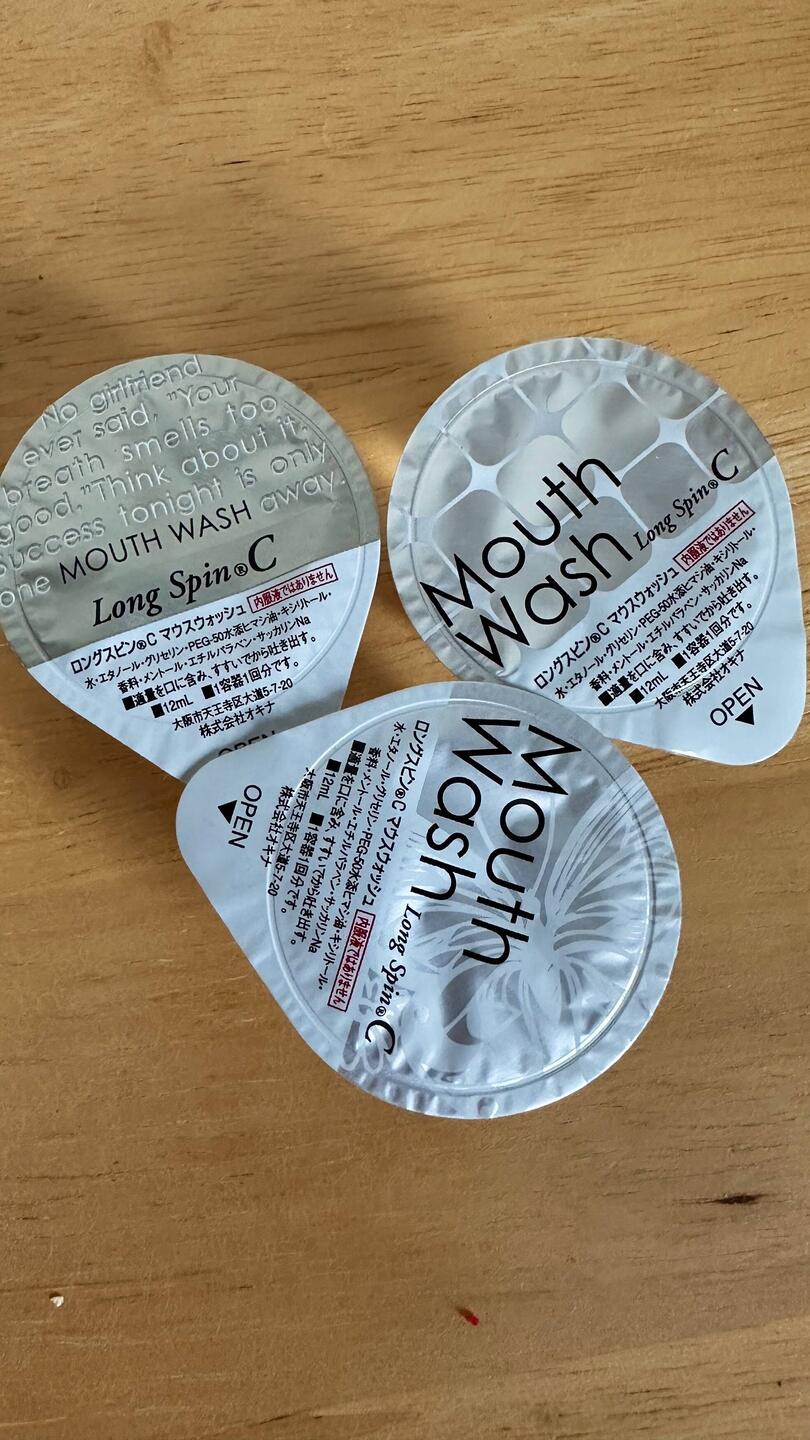 No girlfriend
ever said, "Your
breath smells too
good." Think about it,
Success tonight is only
one MOUTH WASH away.
Long Spin®C
ロングスピン®C マウスウォッシュ 内服液ではありません
水・エタノール・グリセリン・PEG-50水添ヒマシ油・キシリトール・
香料・メントール・エチルパラベン・サッカリンNa
■適量を口に含み、すすいでから吐き出す。
■12mL ■1容器1回分です。
大阪市天王寺区大道5-7-20
株式会社オキナ
OPEN
Mouth
Wash Long Spin®C
ロングスピン®C マウスウォッシュ 内服液ではありません
水・エタノール・グリセリン・PEG-50水添ヒマシ油・キシリトール・
香料・メントール・エチルパラベン・サッカリンNa
■適量を口に含み、すすいでから吐き出す。
■12mL ■1容器1回分です。
大阪市天王寺区大道5-7-20
株式会社オキナ
OPEN
Mouth
Wash Long Spin®C
ロングスピン®C マウスウォッシュ 内服液ではありません
水・エタノール・グリセリン・PEG-50水添ヒマシ油・キシリトール・
香料・メントール・エチルパラベン・サッカリンNa
■適量を口に含み、すすいでから吐き出す。
■12mL ■1容器1回分です。
大阪市天王寺区大道5-7-20
株式会社オキナ
OPEN